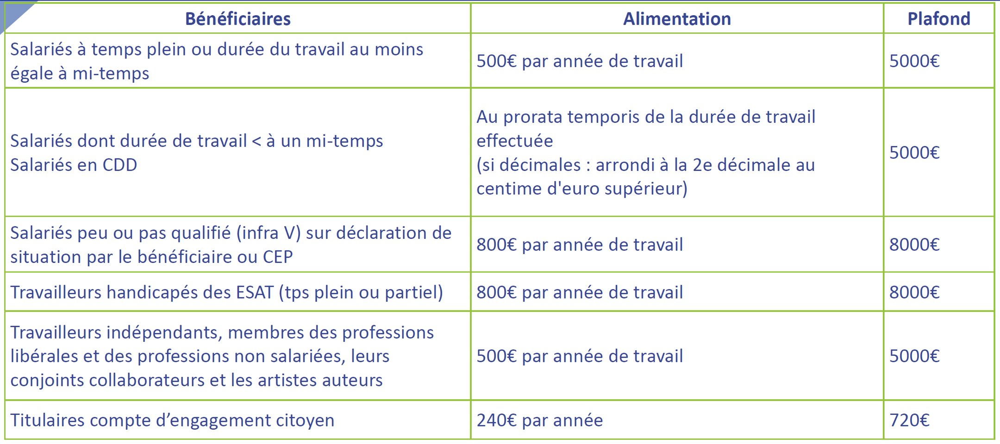 Bénéficiaires
Alimentation
Plafond
Salariés à temps plein ou durée du travail au moins
égale à mi-temps
500€ par année de travail
5000€
Salariés dont durée de travail < à un mi-temps
Salariés en CDD
Au prorata temporis de la durée de travail
effectuée
(si décimales : arrondi à la 2e décimale au
centime d'euro supérieur)
5000€
Salariés peu ou pas qualifié (infra V) sur déclaration de
situation par le bénéficiaire ou CEP
800€ par année de travail
8000€
Travailleurs handicapés des ESAT (tps plein ou partiel)
800€ par année de travail
8000€
Travailleurs indépendants, membres des professions
libérales et des professions non salariées, leurs
conjoints collaborateurs et les artistes auteurs
500€ par année de travail
5000€
Titulaires compte d’engagement citoyen
240€ par année
720€